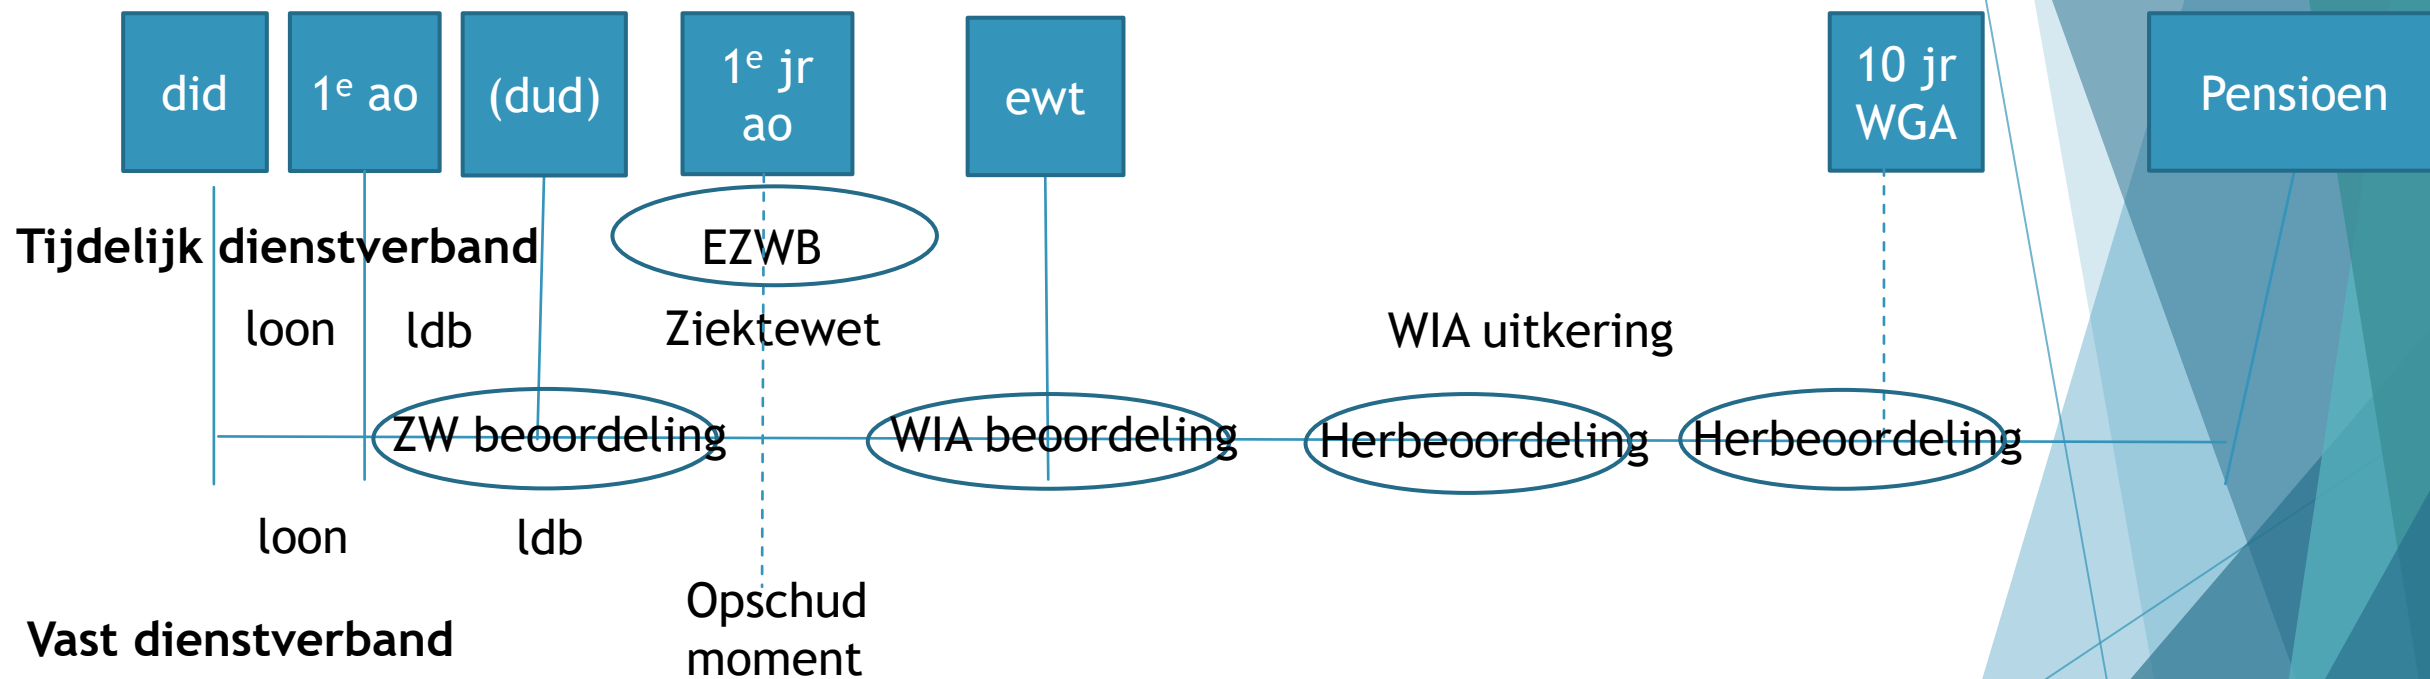 did
1e ao
(dud)
1e jr
ao
ewt
10 jr
WGA
Pensioen
Tijdelijk dienstverband
EZWB
loon
ldb
Ziektewet
WIA uitkering
ZW beoordeling
WIA beoordeling
Herbeoordeling
Herbeoordeling
loon
ldb
Opschud
moment
Vast dienstverband